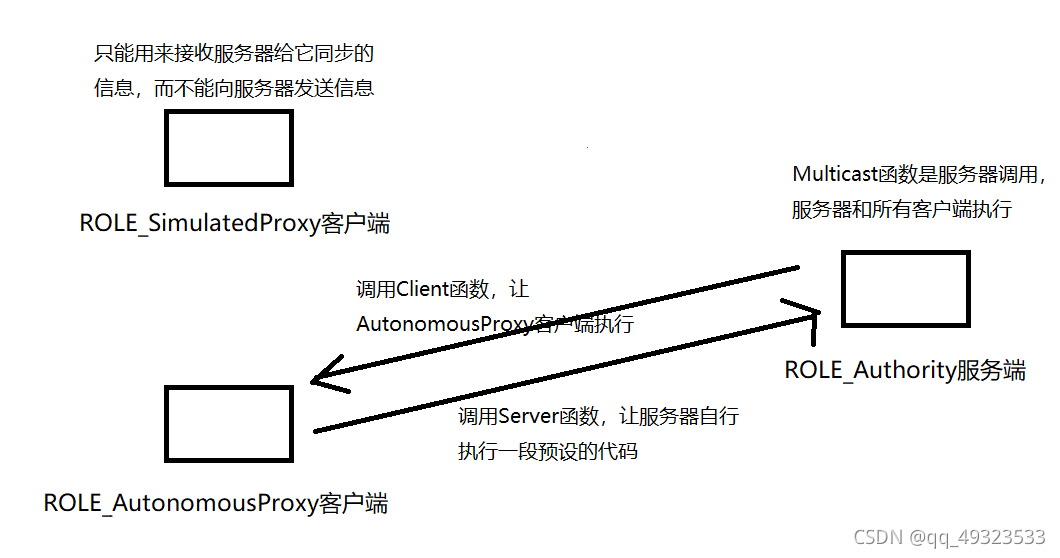 只能用来接收服务器给它同步的
信息，而不能向服务器发送信息
ROLE_SimulatedProxy客户端
Multicast函数是服务器调用，
服务器和所有客户端执行
调用Client函数，让
AutonomousProxy客户端执行
ROLE_Authority服务端
调用Server函数，让服务器自行
执行一段预设的代码
ROLE_AutonomousProxy客户端
CSDN @qq_49323533